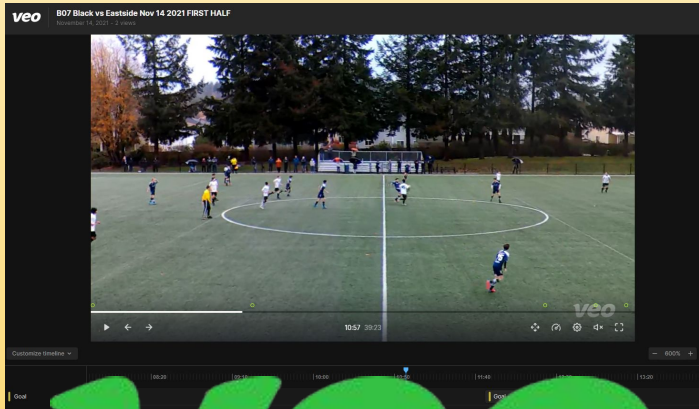 veo
B07 Black vs Eastside Nov 14 2021 FIRST HALF
November 14, 2021 - 2 views
veo
10:57 39:23
Customize timeline
600%
08:20
10:00
11:40
13:20
Goal
Goal